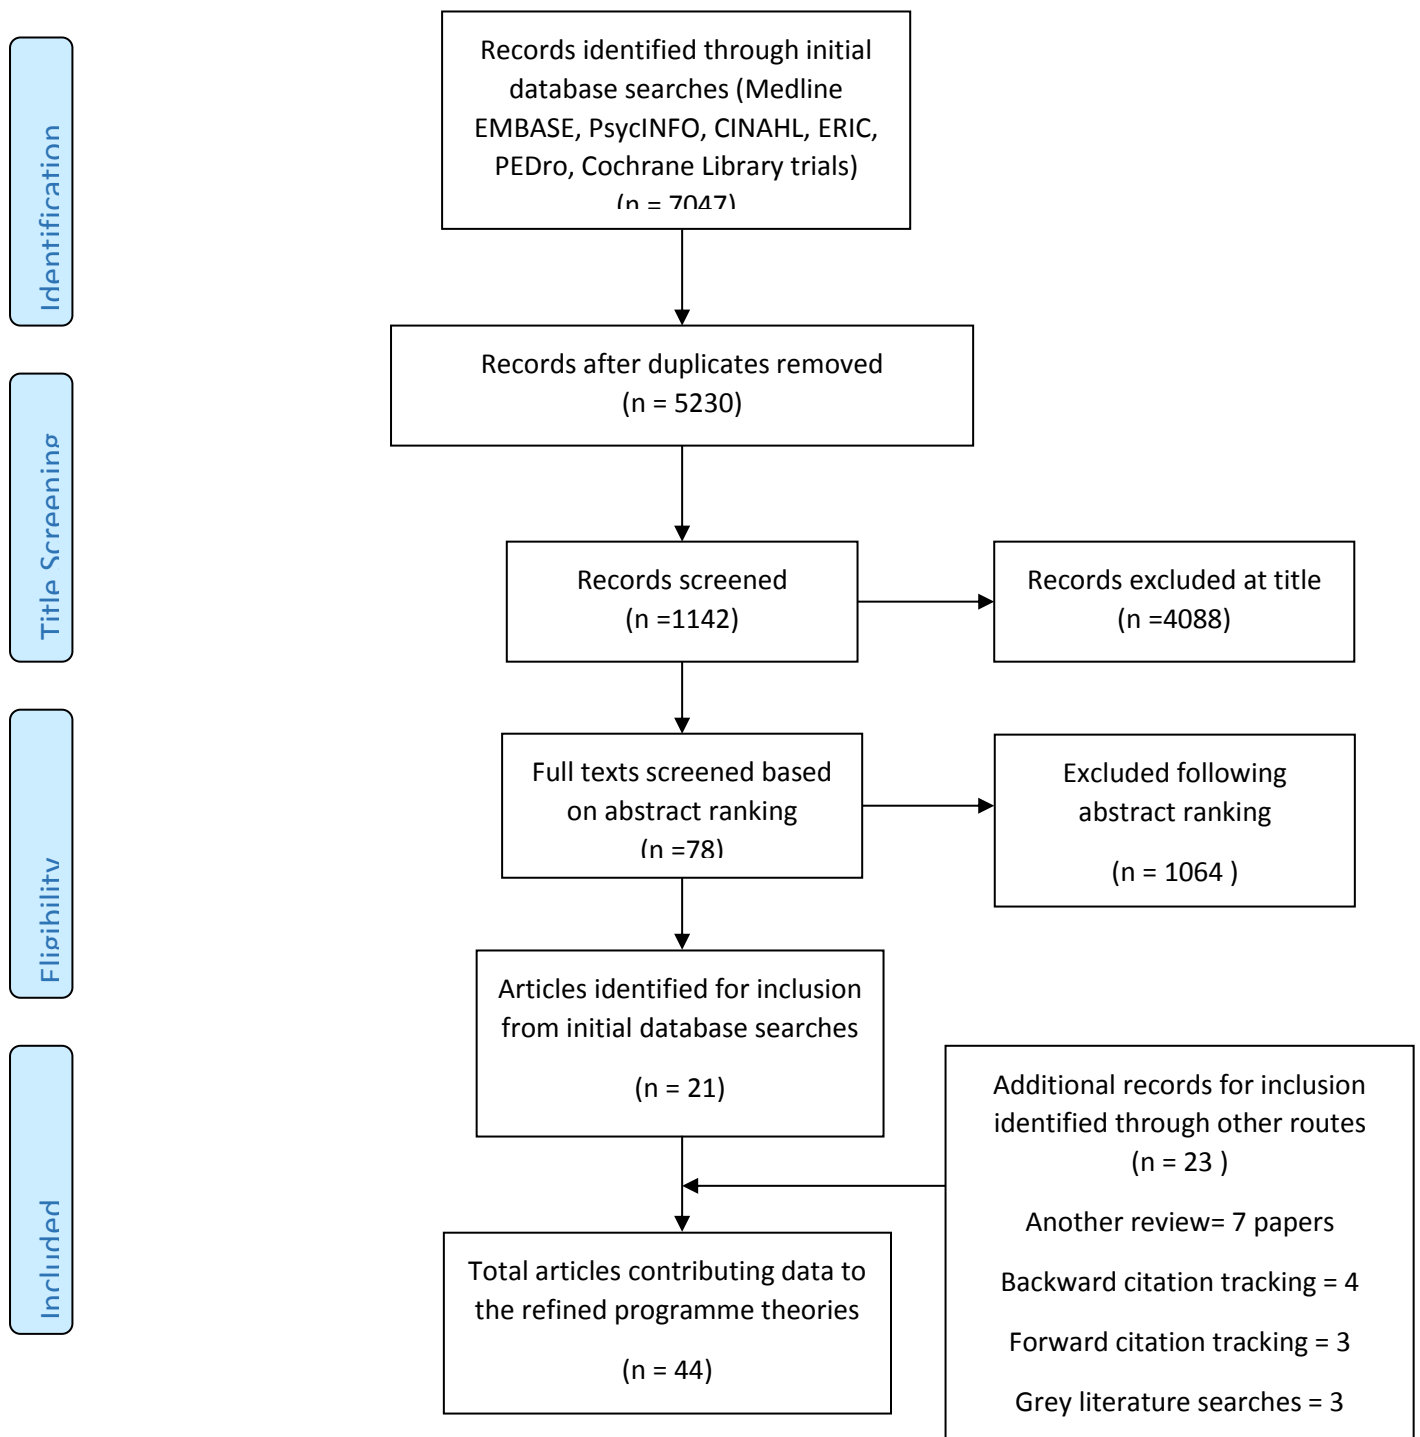 Identification
Records identified through initial
database searches (Medline
EMBASE, PsycINFO, CINAHL, ERIC,
PEDro, Cochrane Library trials)
(n = 7047)
Records after duplicates removed
(n = 5230)
Title Screening
Records screened
(n =1142)
Records excluded at title
(n =4088)
Eligibility
Full texts screened based
on abstract ranking
(n =78)
Excluded following
abstract ranking
(n = 1064 )
Articles identified for inclusion
from initial database searches
(n = 21)
Included
Additional records for inclusion
identified through other routes
(n = 23 )
Another review= 7 papers
Backward citation tracking = 4
Forward citation tracking = 3
Grey literature searches = 3
Total articles contributing data to
the refined programme theories
(n = 44)